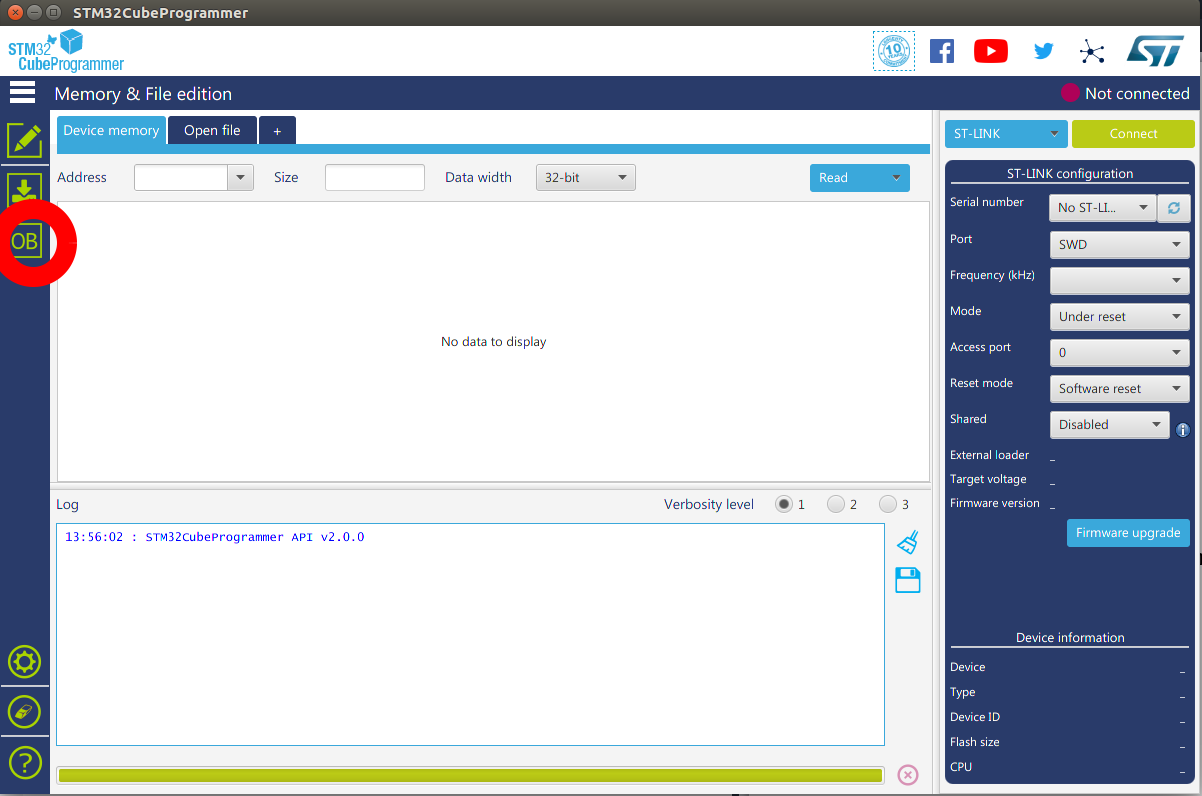 STM32CubeProgrammer
STM32
CubeProgrammer
10
YEARS
ST
Memory & File edition
Not connected
Device memory
Open file
+
ST-LINK
Connect
Address
Size
Data width
32-bit
Read
OB
No data to display
ST-LINK configuration
Serial number
No ST-LI...
Port
SWD
Frequency (kHz)
Mode
Under reset
Access port
0
Reset mode
Software reset
Shared
Disabled
External loader
_
Target voltage
_
Firmware version
_
Firmware upgrade
Log
Verbosity level
1
2
3
13:56:02 : STM32CubeProgrammer API v2.0.0
Device information
Device
_
Type
_
Device ID
_
Flash size
_
CPU
_
?